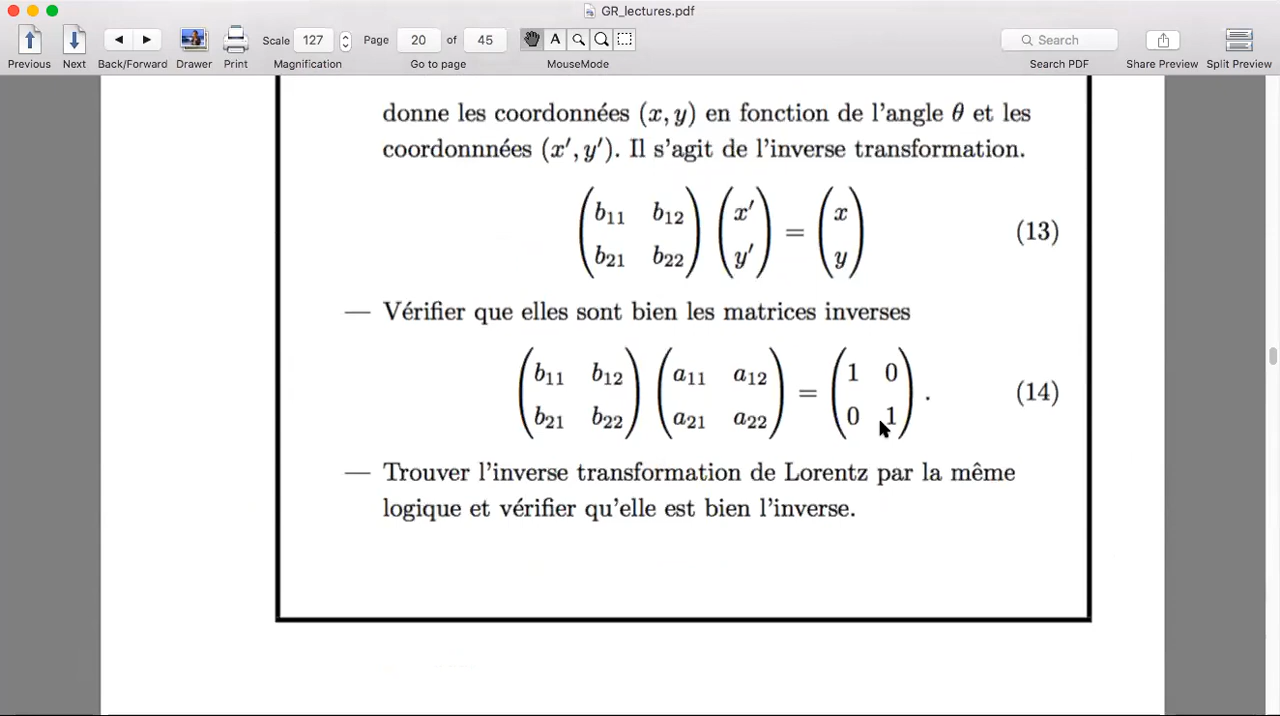 GR_lectures.pdf
Previous Next Back/Forward Drawer Print Scale 127 Magnification Page 20 of 45 Go to page A MouseMode Search Search PDF Share Preview Split Preview
donne les coordonnées (x, y) en fonction de l'angle θ et les
coordonnnées (x′, y′). Il s'agit de l'inverse transformation.
(b₁₁ b₁₂) (x′) = (x)
(b₂₁ b₂₂) (y′) (y)
(13)
— Vérifier que elles sont bien les matrices inverses
(b₁₁ b₁₂) (a₁₁ a₁₂) = (1 0)
(b₂₁ b₂₂) (a₂₁ a₂₂) (0 1) .
(14)
— Trouver l'inverse transformation de Lorentz par la même
logique et vérifier qu'elle est bien l'inverse.